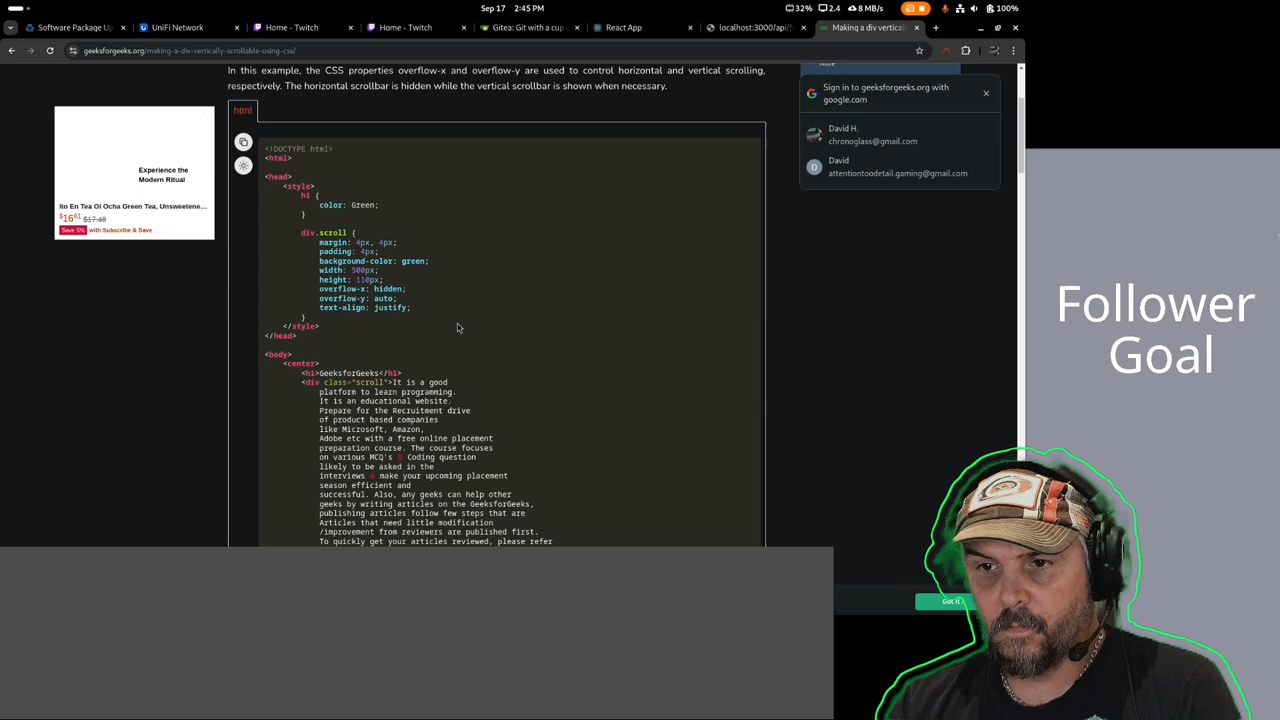 Sep 17 2:45 PM
32% 2.4 8 MB/s 100%
Software Package Up
UniFi Network
Home - Twitch
Home - Twitch
Gitea: Git with a cup
React App
localhost:3000/api/f
Making a div vertical
geeksforgeeks.org/making-a-div-vertically-scrollable-using-css/
In this example, the CSS properties overflow-x and overflow-y are used to control horizontal and vertical scrolling,
respectively. The horizontal scrollbar is hidden while the vertical scrollbar is shown when necessary.
html
<!DOCTYPE html>
<html>
<head>
<style>
h1 {
color: Green;
}
div.scroll {
margin: 4px, 4px;
padding: 4px;
background-color: green;
width: 500px;
height: 110px;
overflow-x: hidden;
overflow-y: auto;
text-align: justify;
}
</style>
</head>
<body>
<center>
<h1>GeeksforGeeks</h1>
<div class="scroll">It is a good
platform to learn programming.
It is an educational website.
Prepare for the Recruitment drive
of product based companies
like Microsoft, Amazon,
Adobe etc with a free online placement
preparation course. The course focuses
on various MCQ's & Coding question
likely to be asked in the
interviews & make your upcoming placement
season efficient and
successful. Also, any geeks can help other
geeks by writing articles on the GeeksforGeeks,
publishing articles follow few steps that are
Articles that need little modification
/improvement from reviewers are published first.
To quickly get your articles reviewed, please refer
Experience the
Modern Ritual
Ito En Tea Oi Ocha Green Tea, Unsweetene…
$16.61 $17.48
Save 5% with Subscribe & Save
More
Sign in to geeksforgeeks.org with
google.com
David H.
chronoglass@gmail.com
D
David
attentiontoodetail.gaming@gmail.com
Got it
Follower
Goal